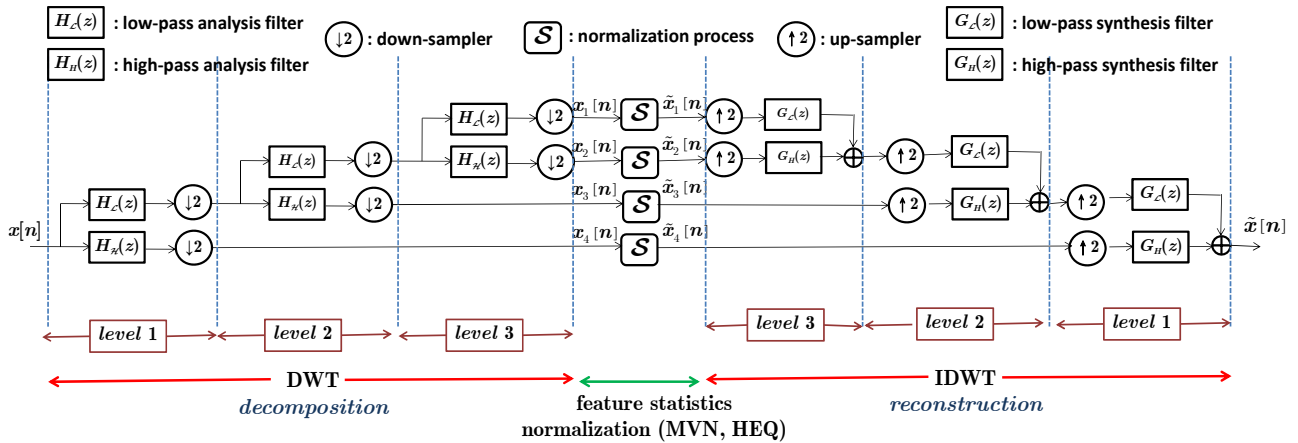 H_L(z) : low-pass analysis filter
↓2 : down-sampler
S : normalization process
↑2 : up-sampler
G_L(z) : low-pass synthesis filter
H_H(z) : high-pass analysis filter
G_H(z) : high-pass synthesis filter
H_L(z) ↓2 x_1[n] S x̃_1[n] ↑2 G_L(z)
H_L(z) ↓2 H_H(z) ↓2 x_2[n] S x̃_2[n] ↑2 G_H(z) ↑2 G_L(z)
H_L(z) ↓2 H_H(z) ↓2 x_3[n] S x̃_3[n] ↑2 G_H(z) ↑2 G_L(z)
x[n] H_H(z) ↓2 x_4[n] S x̃_4[n] ↑2 G_H(z) x̃[n]
level 1 level 2 level 3 level 3 level 2 level 1
DWT IDWT
decomposition feature statistics reconstruction
normalization (MVN, HEQ)